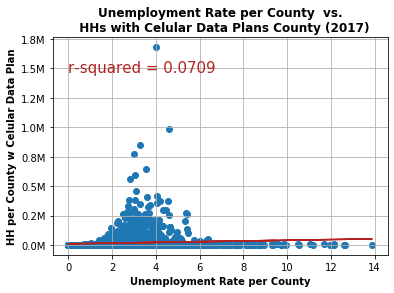 Unemployment Rate per County  vs.
HHs with Celular Data Plans County (2017)
1.8M
1.5M
1.2M
1.0M
0.8M
0.5M
0.2M
0.0M
r-squared = 0.0709
HH per County w Celular Data Plan
0 2 4 6 8 10 12 14
Unemployment Rate per County